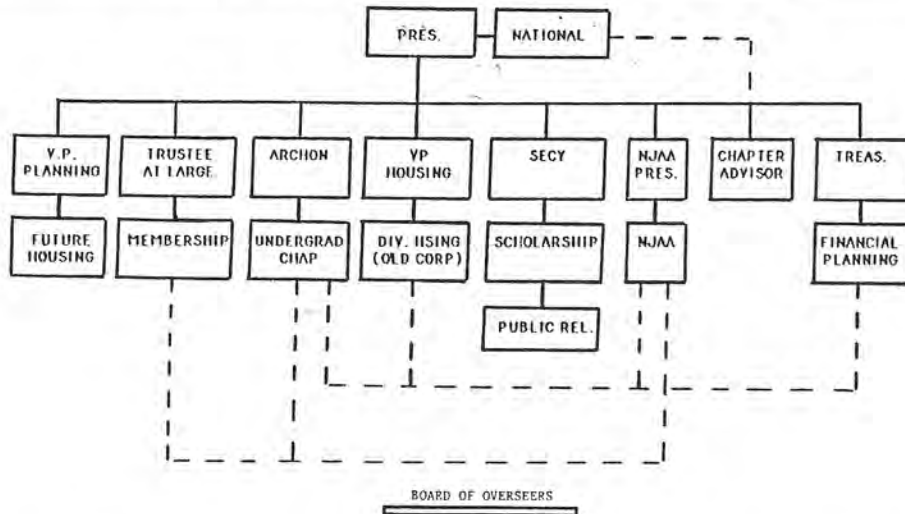 PRES.
NATIONAL
V.P.
PLANNING
TRUSTEE
AT LARGE
ARCHON
VP
HOUSING
SECY
NJAA
PRES.
CHAPTER
ADVISOR
TREAS.
FUTURE
HOUSING
MEMBERSHIP
UNDERGRAD
CHAP
DIV. HSING
(OLD CORP)
SCHOLARSHIP
NJAA
FINANCIAL
PLANNING
PUBLIC REL.
BOARD OF OVERSEERS